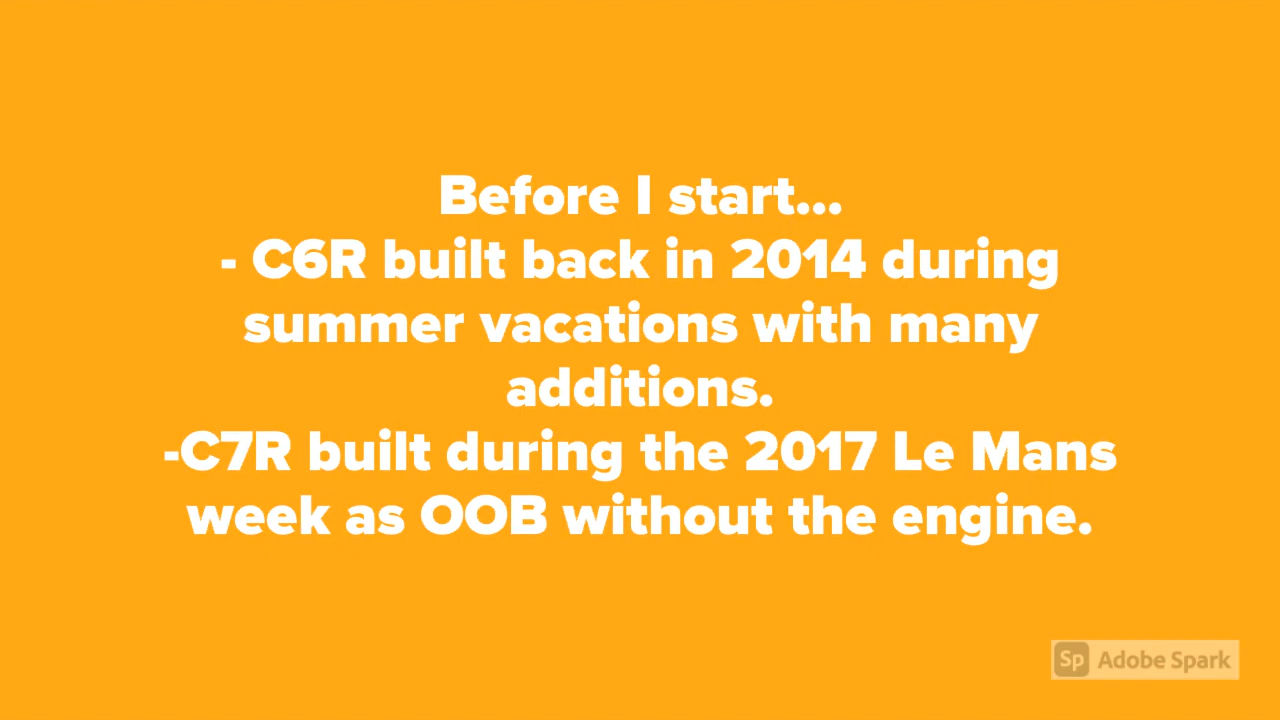 Before I start...
- C6R built back in 2014 during
summer vacations with many
additions.
-C7R built during the 2017 Le Mans
week as OOB without the engine.
Sp Adobe Spark